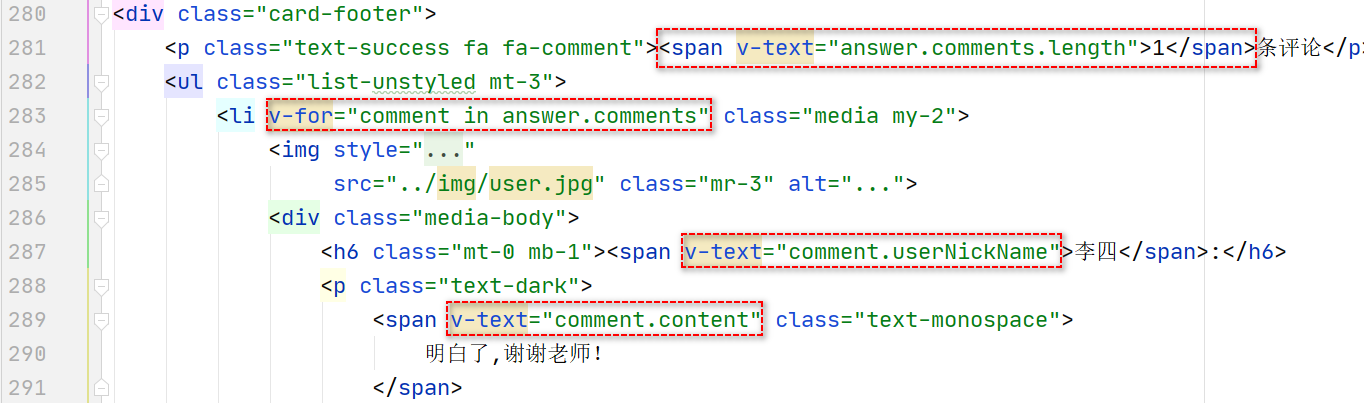 280 <div class="card-footer">
281 <p class="text-success fa fa-comment"><span v-text="answer.comments.length">1</span>条评论</p>
282 <ul class="list-unstyled mt-3">
283 <li v-for="comment in answer.comments" class="media my-2">
284 <img style="..."
285 src="../img/user.jpg" class="mr-3" alt="...">
286 <div class="media-body">
287 <h6 class="mt-0 mb-1"><span v-text="comment.userNickName">李四</span>:</h6>
288 <p class="text-dark">
289 <span v-text="comment.content" class="text-monospace">
290 明白了,谢谢老师!
291 </span>